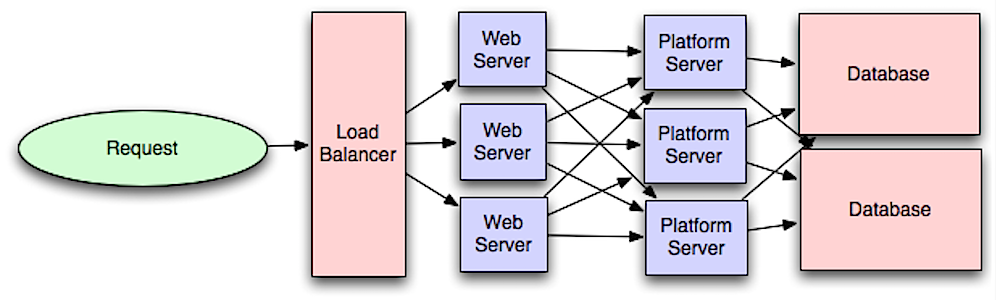 Request
Load
Balancer
Web
Server
Web
Server
Web
Server
Platform
Server
Platform
Server
Platform
Server
Database
Database